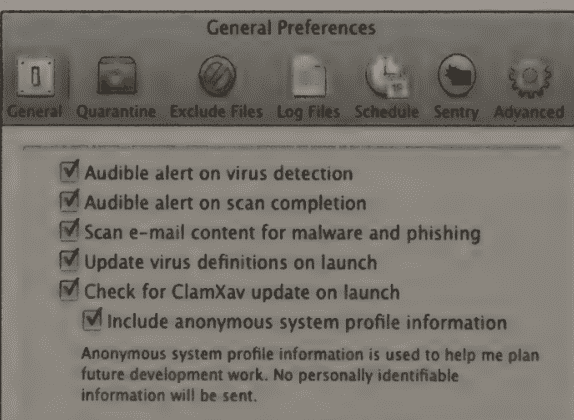 General Preferences
General Quarantine Exclude Files Log Files Schedule Sentry Advanced
Audible alert on virus detection
Audible alert on scan completion
Scan e-mail content for malware and phishing
Update virus definitions on launch
Check for ClamXav update on launch
Include anonymous system profile information
Anonymous system profile information is used to help me plan
future development work. No personally identifiable
information will be sent.